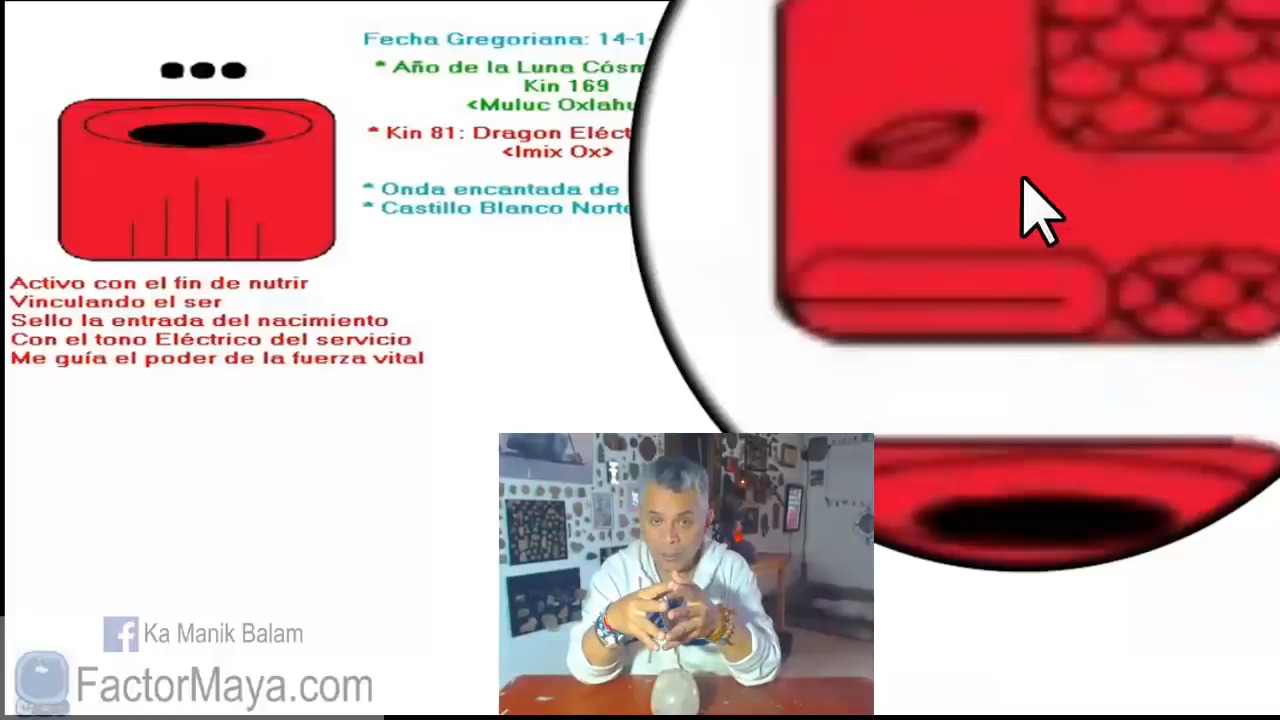 Fecha Gregoriana: 14-1-
* Año de la Luna Cósm
Kin 169
<Muluc Oxlahu
* Kin 81: Dragon Eléct
<Imix Ox>
* Onda encantada de
* Castillo Blanco Norte
Activo con el fin de nutrir
Vinculando el ser
Sello la entrada del nacimiento
Con el tono Eléctrico del servicio
Me guía el poder de la fuerza vital
Ka Manik Balam
FactorMaya.com